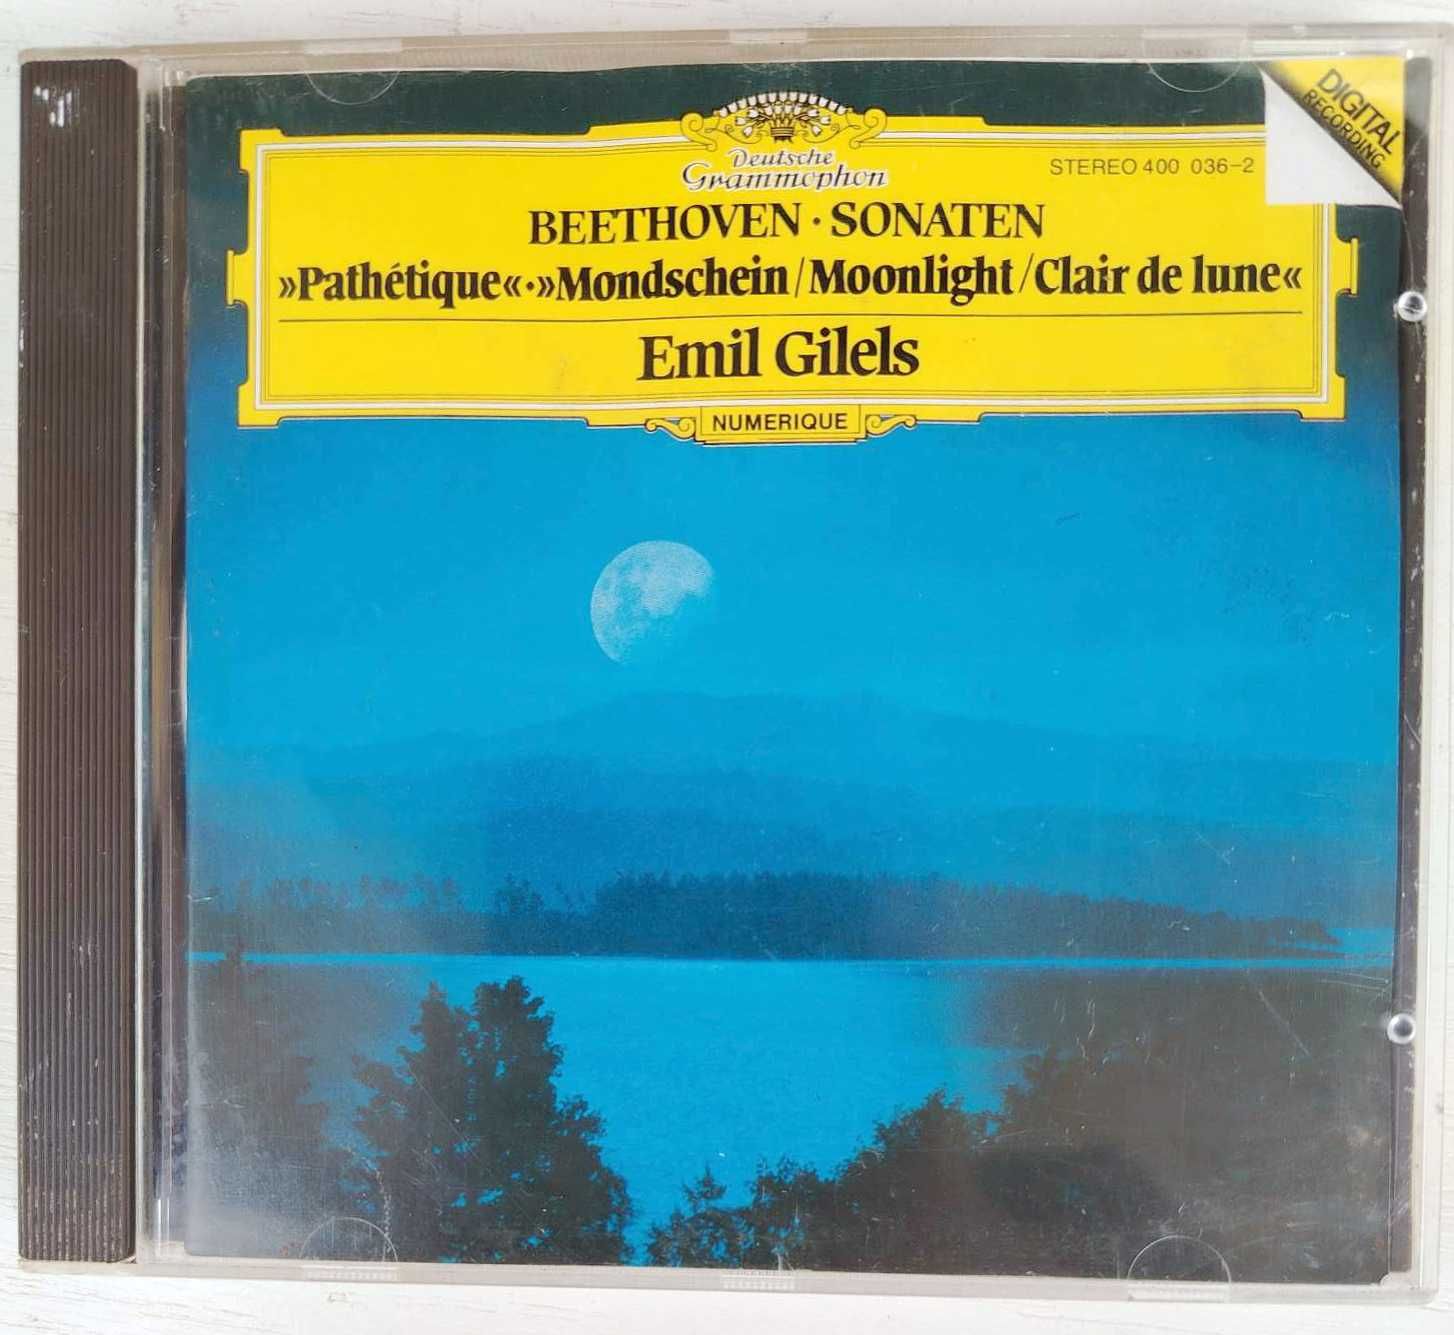 DIGITAL
RECORDING
Deutsche
Grammophon
STEREO 400 036-2
BEETHOVEN · SONATEN
»Pathétique«·»Mondschein/Moonlight/Clair de lune«
Emil Gilels
NUMERIQUE